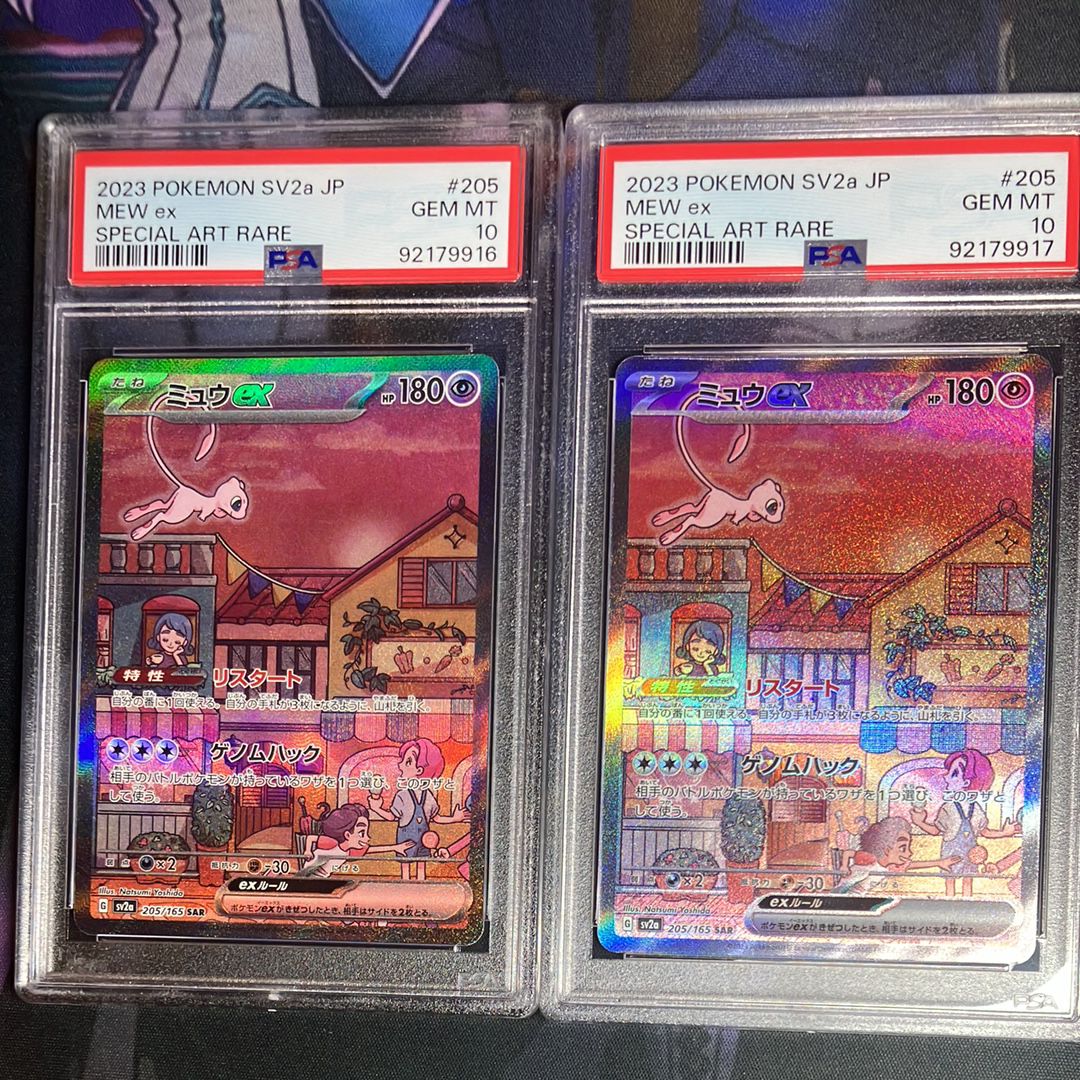 2023 POKEMON SV2a JP #205
MEW ex GEM MT
SPECIAL ART RARE 10
PSA 92179916
たね ミュウex HP 180
特性 リスタート
自分の番に1回使える。自分の手札が3枚になるように、山札を引く。
ゲノムハック
相手のバトルポケモンが持っているワザを1つ選び、このワザと
して使う。
弱点 ×2 抵抗力 -30 にげる
exルール
Illus. Natsumi Yoshida
ポケモンexがきぜつしたとき、相手はサイドを2枚とる。
G sv2a 205/165 SAR
2023 POKEMON SV2a JP #205
MEW ex GEM MT
SPECIAL ART RARE 10
PSA 92179917
たね ミュウex HP 180
特性 リスタート
自分の番に1回使える。自分の手札が3枚になるように、山札を引く。
ゲノムハック
相手のバトルポケモンが持っているワザを1つ選び、このワザと
して使う。
×2 抵抗力 -30
exルール
Illus. Natsumi Yoshida
ポケモンexがきぜつしたとき、相手はサイドを2枚とる。
G sv2a 205/165 SAR
PSA